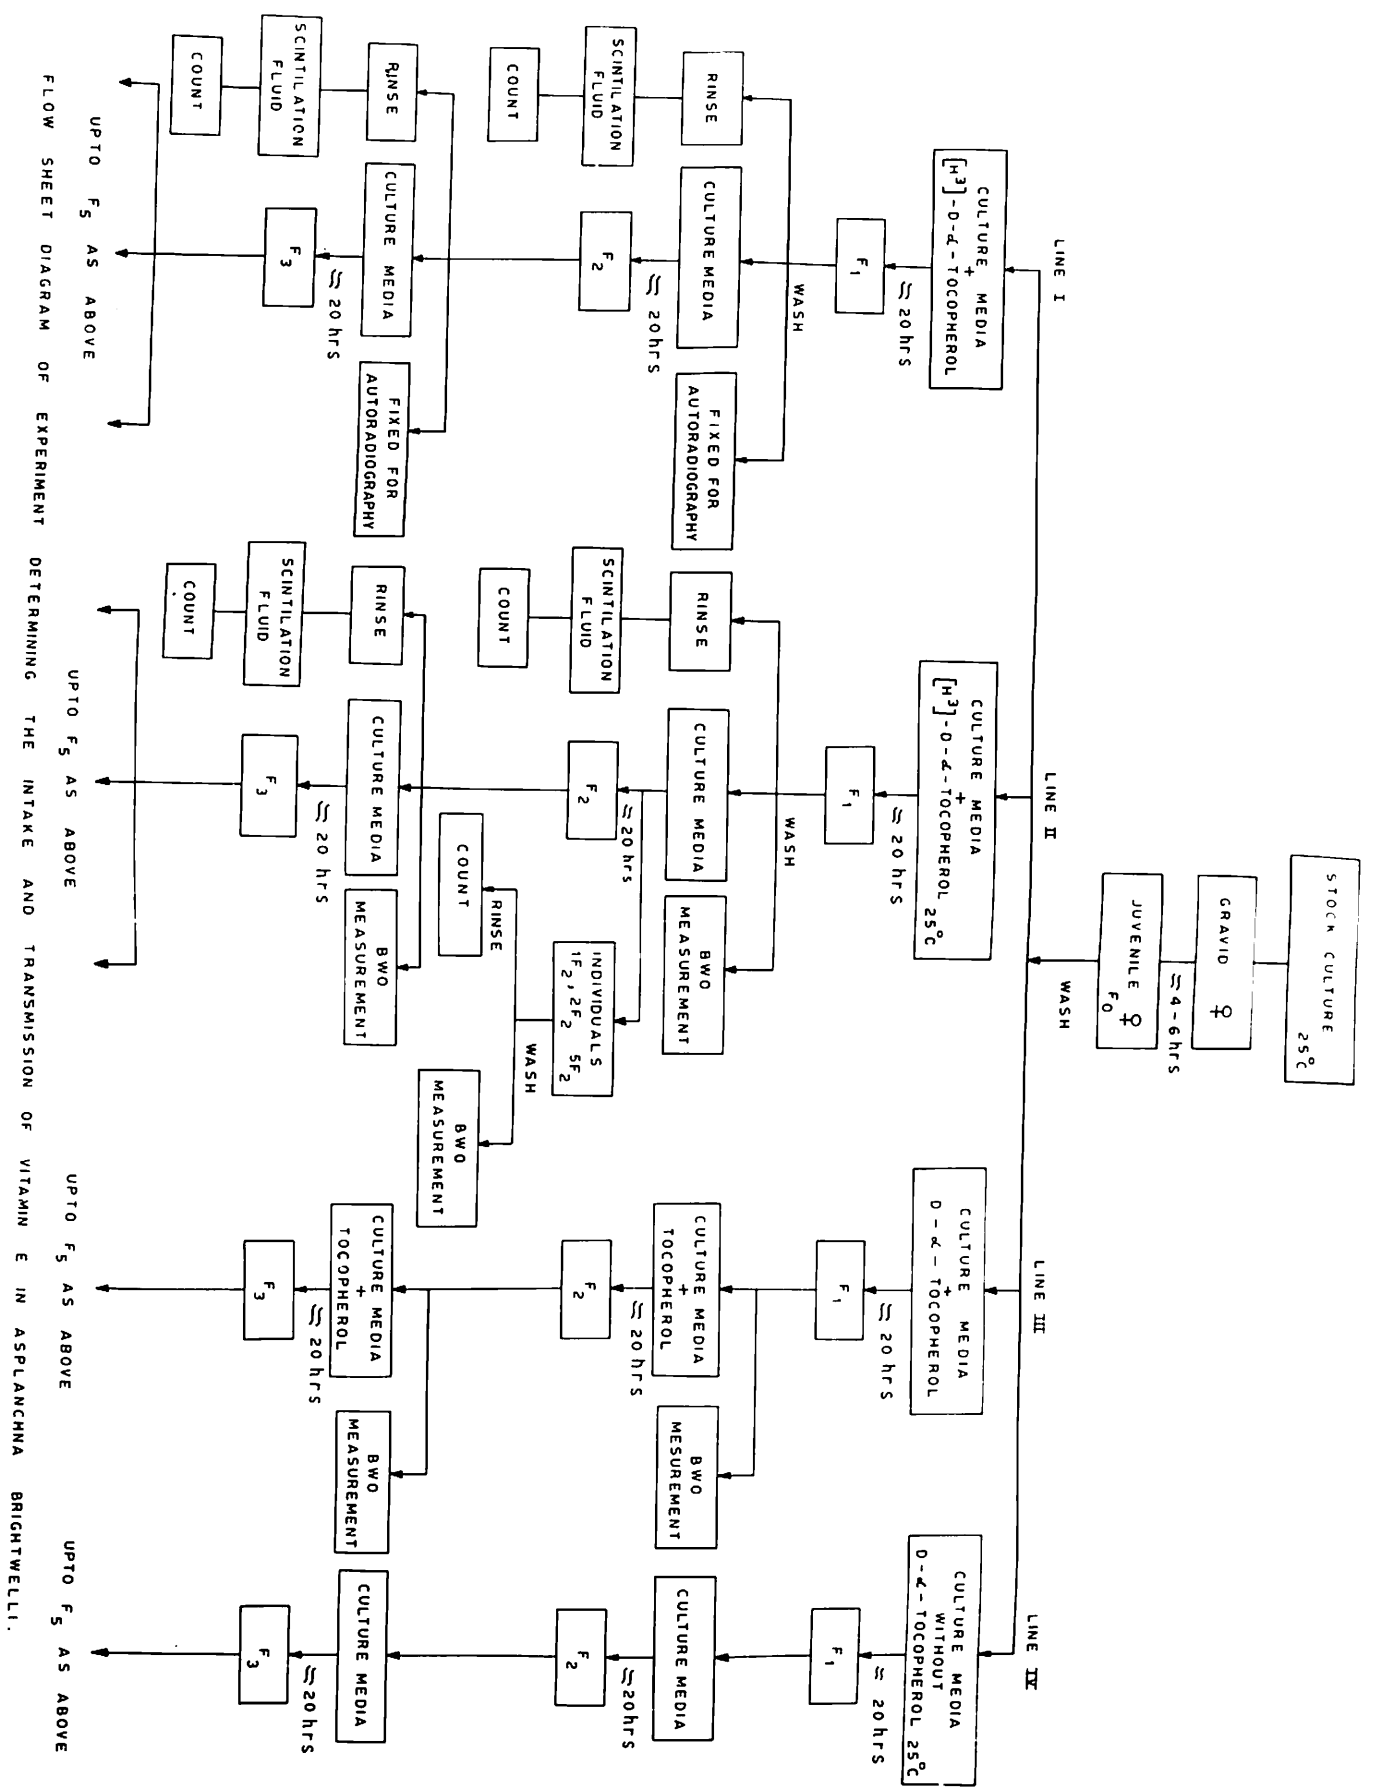 STOCK CULTURE
25°C
GRAVID ♀
≈ 4-6 hrs
JUVENILE ♀
F0
WASH
LINE I
CULTURE MEDIA
+
[H³]-D-α-TOCOPHEROL
≈ 20 hrs
F1
WASH
RINSE
SCINTILATION
FLUID
COUNT
CULTURE MEDIA
≈ 20 hrs
F2
FIXED FOR
AUTORADIOGRAPHY
RINSE
SCINTILATION
FLUID
COUNT
CULTURE MEDIA
≈ 20 hrs
F3
FIXED FOR
AUTORADIOGRAPHY
UPTO F5 AS ABOVE
LINE II
CULTURE MEDIA
+
[H³]-D-α-TOCOPHEROL
25°C
≈ 20 hrs
F1
WASH
RINSE
SCINTILATION
FLUID
COUNT
CULTURE MEDIA
≈ 20 hrs
F2
BWO
MEASUREMENT
INDIVIDUALS
1F2, 2F2 5F2
WASH
RINSE
COUNT
BWO
MEASUREMENT
RINSE
SCINTILATION
FLUID
COUNT
CULTURE MEDIA
≈ 20 hrs
F3
BWO
MEASUREMENT
UPTO F5 AS ABOVE
LINE III
CULTURE MEDIA
+
D-α-TOCOPHEROL
≈ 20 hrs
F1
CULTURE MEDIA
+
TOCOPHEROL
≈ 20 hrs
F2
BWO
MESUREMENT
CULTURE MEDIA
+
TOCOPHEROL
≈ 20 hrs
F3
BWO
MEASUREMENT
UPTO F5 AS ABOVE
LINE IV
CULTURE MEDIA
WITHOUT
D-α-TOCOPHEROL 25°C
≈ 20 hrs
F1
CULTURE MEDIA
≈ 20 hrs
F2
CULTURE MEDIA
≈ 20 hrs
F3
UPTO F5 AS ABOVE
FLOW SHEET DIAGRAM OF EXPERIMENT DETERMINING THE INTAKE AND TRANSMISSION OF VITAMIN E IN ASPLANCHNA BRIGHTWELLI.